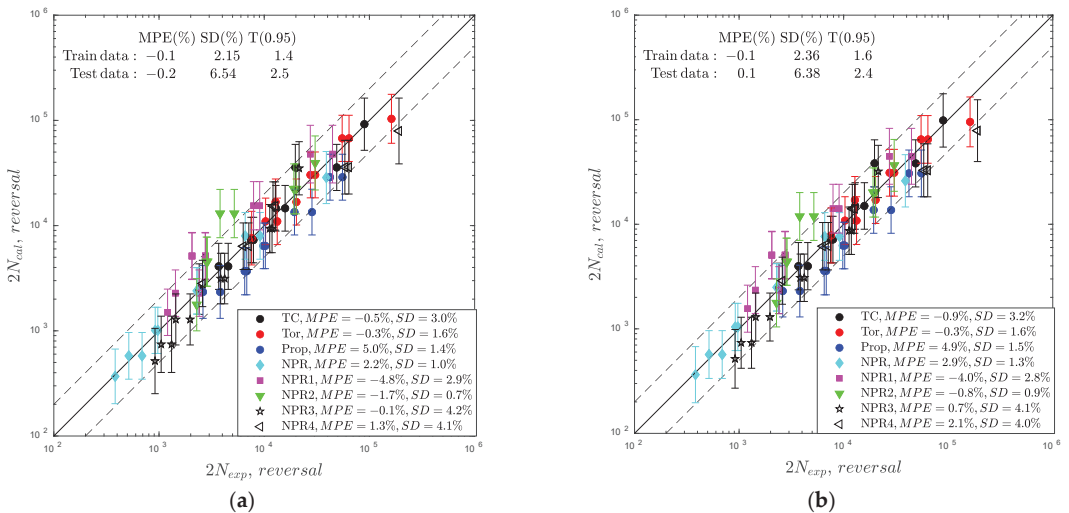 MPE(%) SD(%) T(0.95)
Train data : −0.1 2.15 1.4
Test data : −0.2 6.54 2.5
10^6
10^5
10^4
10^3
10^2
2N_cal, reversal
TC, MPE = −0.5%, SD = 3.0%
Tor, MPE = −0.3%, SD = 1.6%
Prop, MPE = 5.0%, SD = 1.4%
NPR, MPE = 2.2%, SD = 1.0%
NPR1, MPE = −4.8%, SD = 2.9%
NPR2, MPE = −1.7%, SD = 0.7%
NPR3, MPE = −0.1%, SD = 4.2%
NPR4, MPE = 1.3%, SD = 4.1%
10^2 10^3 10^4 10^5 10^6
2N_exp, reversal
(a)
MPE(%) SD(%) T(0.95)
Train data : −0.1 2.36 1.6
Test data : 0.1 6.38 2.4
10^6
10^5
10^4
10^3
10^2
2N_cal, reversal
TC, MPE = −0.9%, SD = 3.2%
Tor, MPE = −0.3%, SD = 1.6%
Prop, MPE = 4.9%, SD = 1.5%
NPR, MPE = 2.9%, SD = 1.3%
NPR1, MPE = −4.0%, SD = 2.8%
NPR2, MPE = −0.8%, SD = 0.9%
NPR3, MPE = 0.7%, SD = 4.1%
NPR4, MPE = 2.1%, SD = 4.0%
10^2 10^3 10^4 10^5 10^6
2N_exp, reversal
(b)